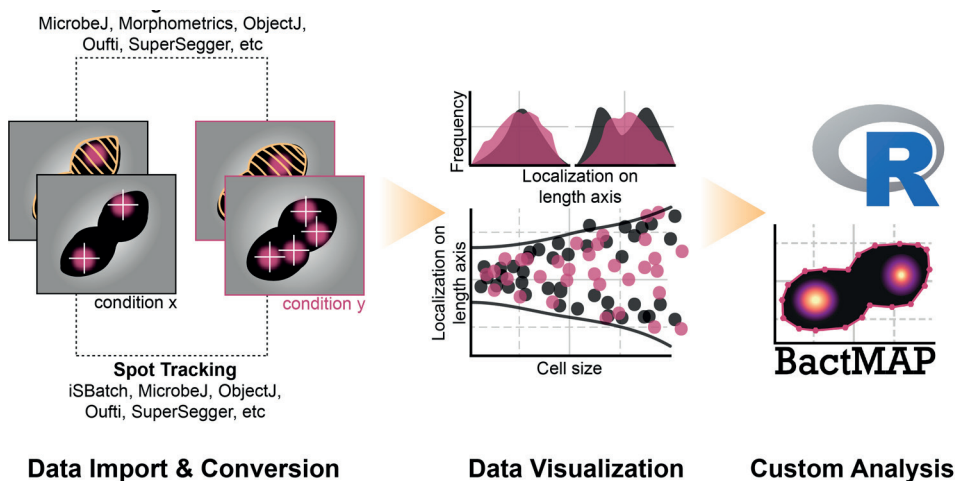 MicrobeJ, Morphometrics, ObjectJ,
Oufti, SuperSegger, etc
condition x
condition y
Spot Tracking
iSBatch, MicrobeJ, ObjectJ,
Oufti, SuperSegger, etc
Data Import & Conversion
Frequency
Localization on
length axis
Localization on
length axis
Cell size
Data Visualization
R
BactMAP
Custom Analysis